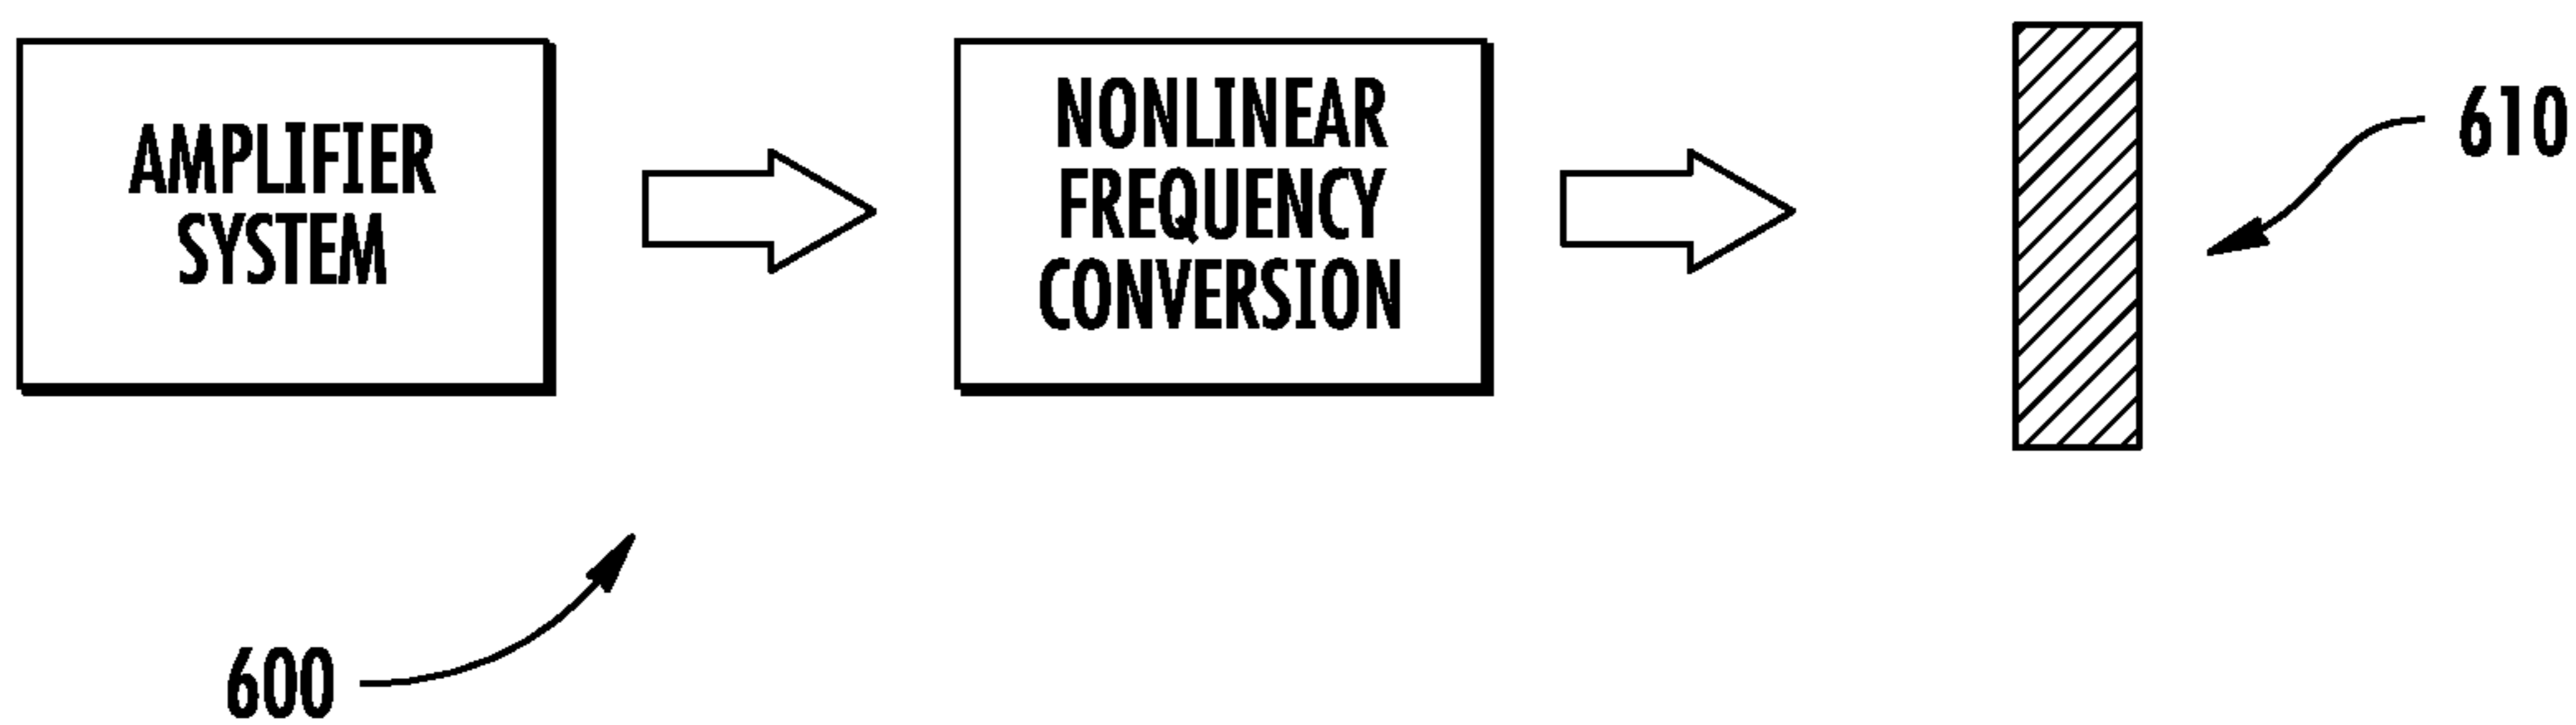 AMPLIFIER
SYSTEM
NONLINEAR
FREQUENCY
CONVERSION
610
600